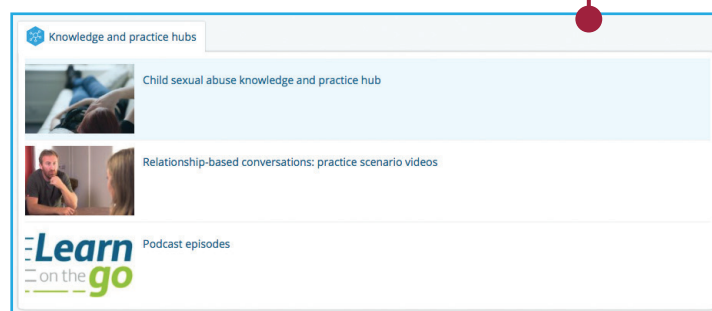 Knowledge and practice hubs
Child sexual abuse knowledge and practice hub
Relationship-based conversations: practice scenario videos
Learn
on the go
Podcast episodes